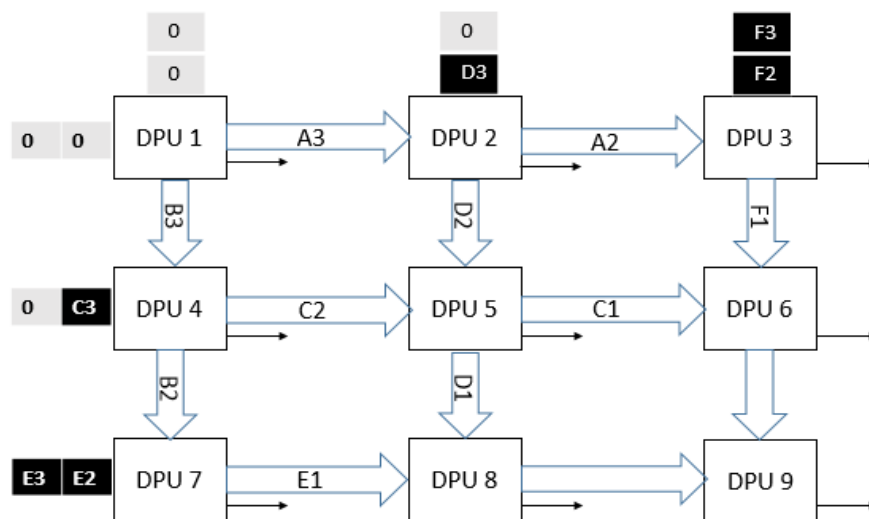 0 0 F3
0 D3 F2
0 0 DPU 1 A3 DPU 2 A2 DPU 3
B3 D2 F1
0 C3 DPU 4 C2 DPU 5 C1 DPU 6
B2 D1
E3 E2 DPU 7 E1 DPU 8 DPU 9